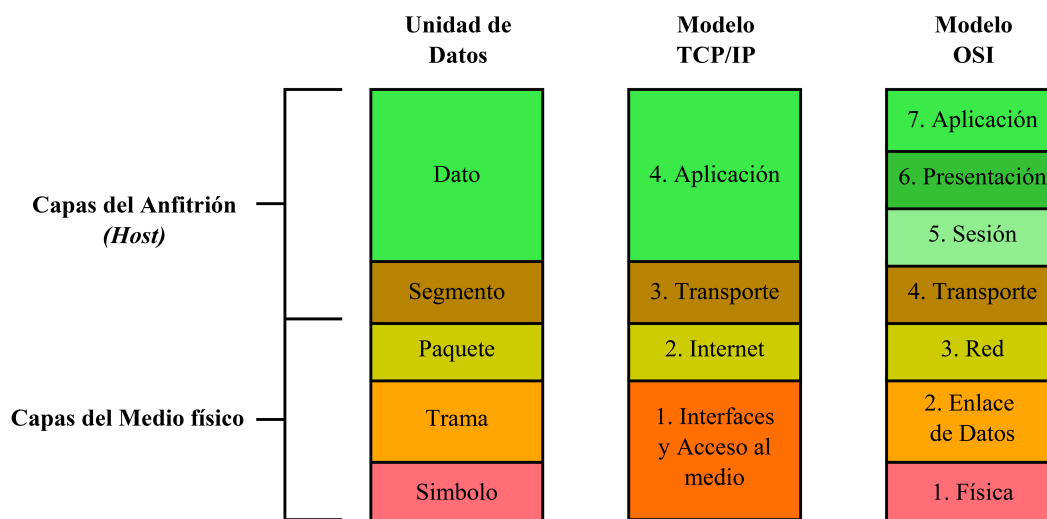 Unidad de
Datos
Modelo
TCP/IP
Modelo
OSI
Capas del Anfitrión
(Host)
Capas del Medio físico
Dato
Segmento
Paquete
Trama
Simbolo
4. Aplicación
3. Transporte
2. Internet
1. Interfaces
y Acceso al
medio
7. Aplicación
6. Presentación
5. Sesión
4. Transporte
3. Red
2. Enlace
de Datos
1. Física